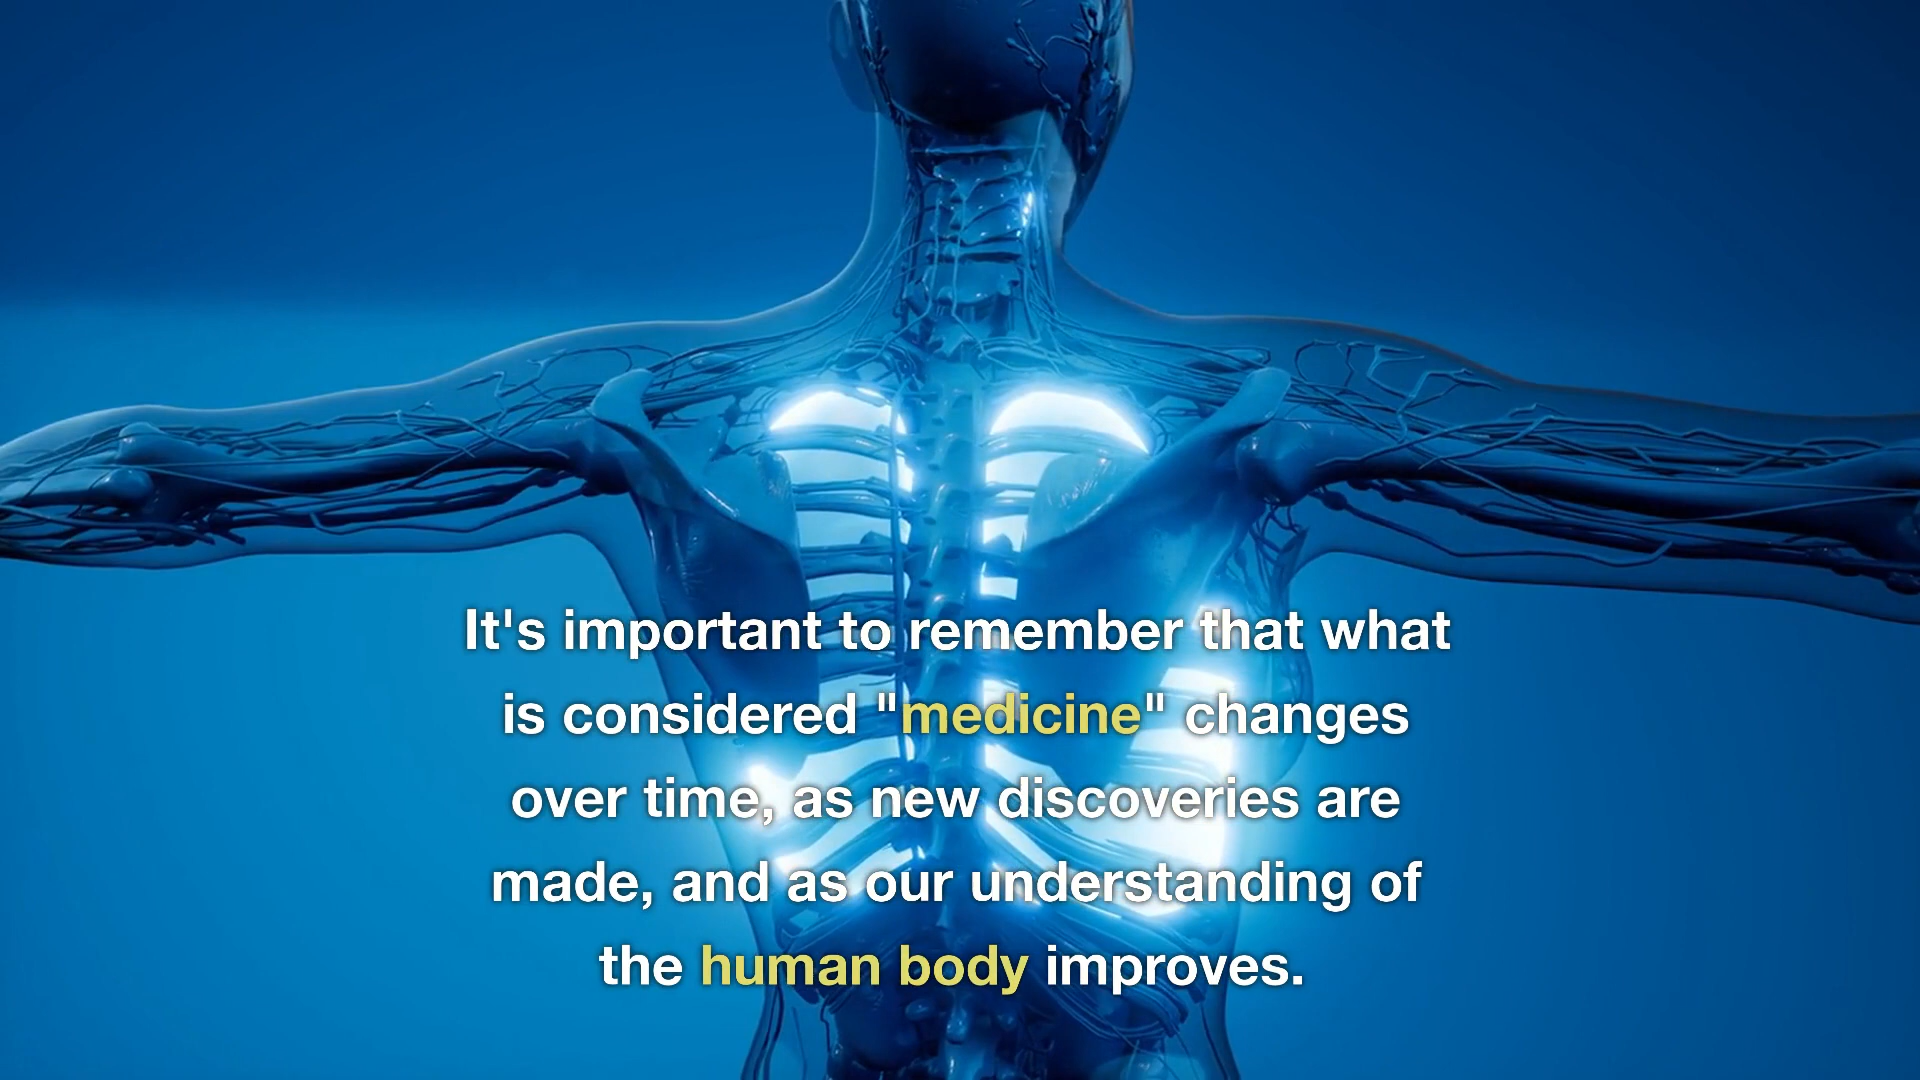 It's important to remember that what
is considered "medicine" changes
over time, as new discoveries are
made, and as our understanding of
the human body improves.